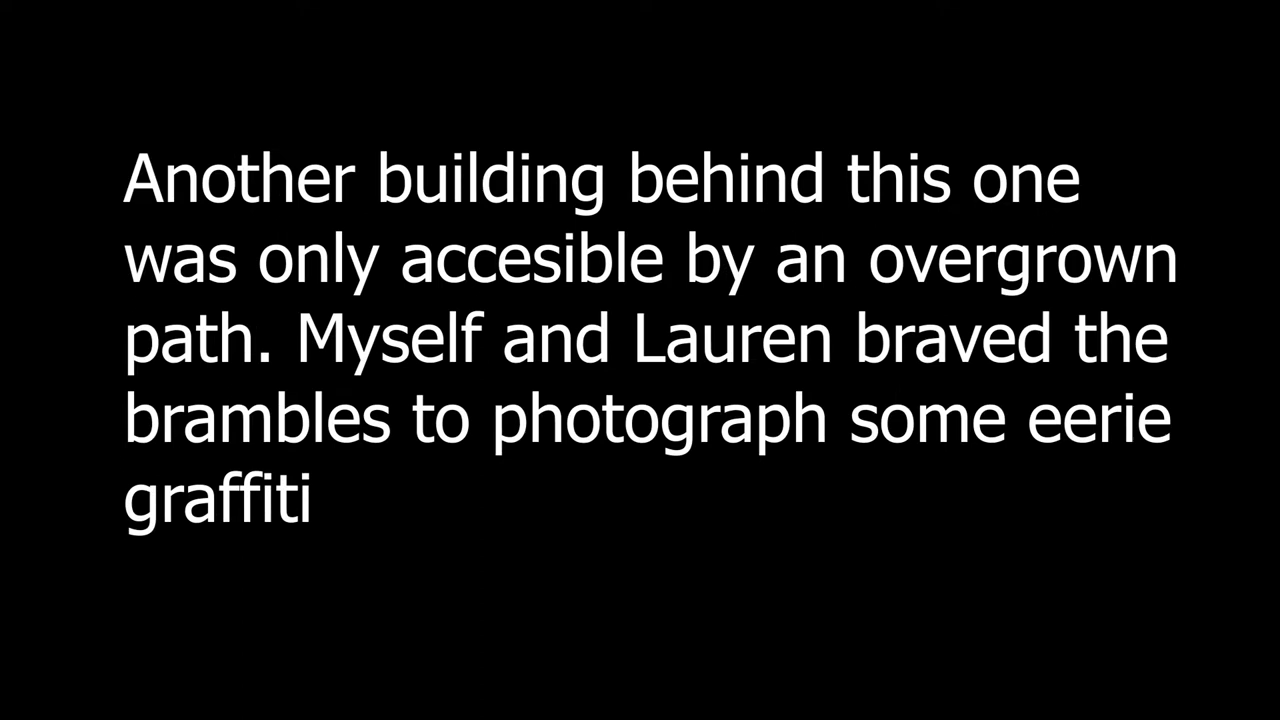 Another building behind this one
was only accesible by an overgrown
path. Myself and Lauren braved the
brambles to photograph some eerie
graffiti